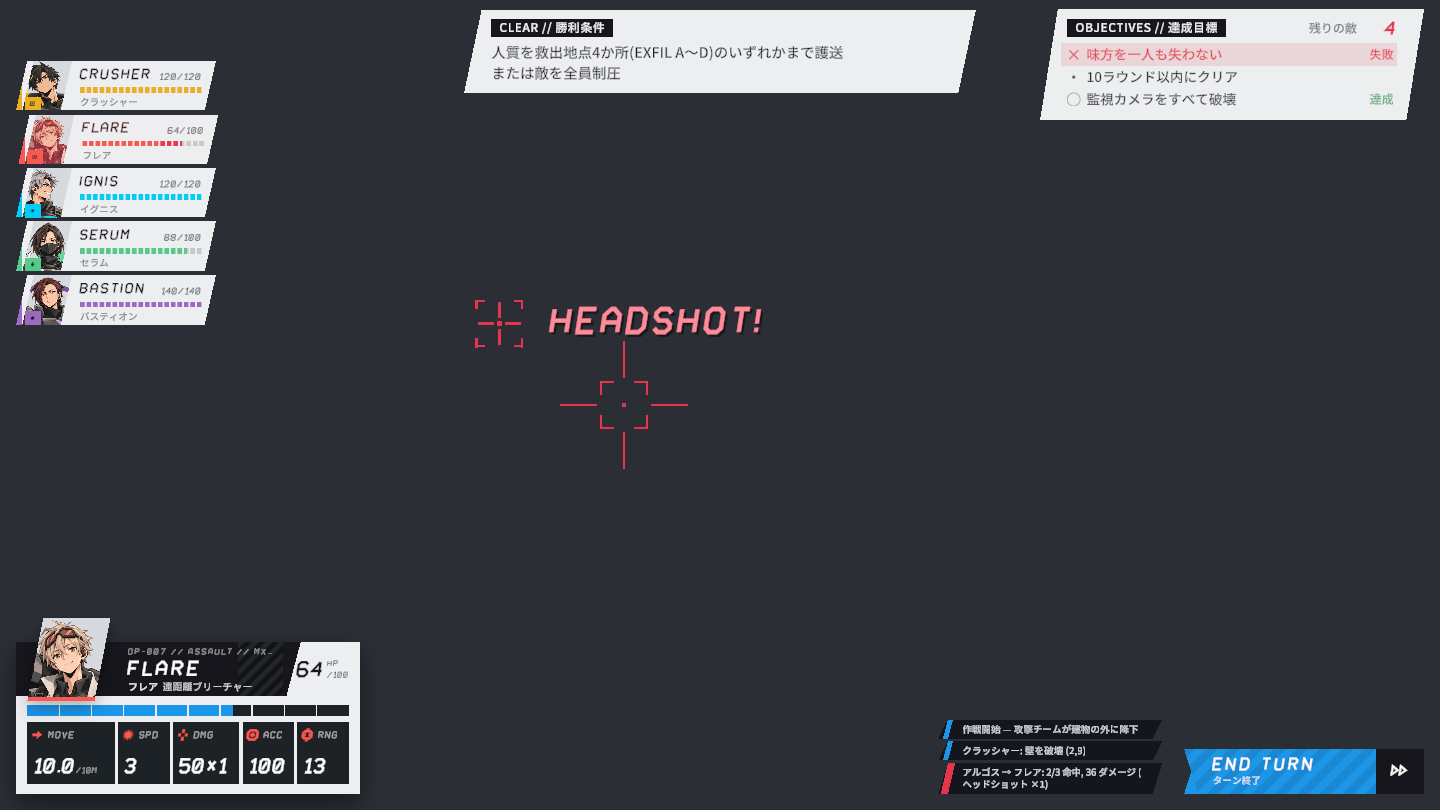 CLEAR // 勝利条件
人質を救出地点4か所(EXFIL A〜D)のいずれかまで護送
または敵を全員制圧
OBJECTIVES // 達成目標
残りの敵 4
× 味方を一人も失わない 失敗
・ 10ラウンド以内にクリア
○ 監視カメラをすべて破壊 達成
CRUSHER 120/120
クラッシャー
FLARE 64/100
フレア
IGNIS 120/120
イグニス
SERUM 88/100
セラム
BASTION 140/140
バスティオン
HEADSHOT!
OP-007 // ASSAULT // MX…
FLARE
フレア 遠距離ブリーチャー
64 HP /100
MOVE SPD DMG ACC RNG
10.0/10M 3 50×1 100 13
作戦開始 — 攻撃チームが建物の外に降下
クラッシャー: 壁を破壊 (2,9)
アルゴス → フレア: 2/3 命中, 36 ダメージ (
ヘッドショット ×1)
END TURN
ターン終了